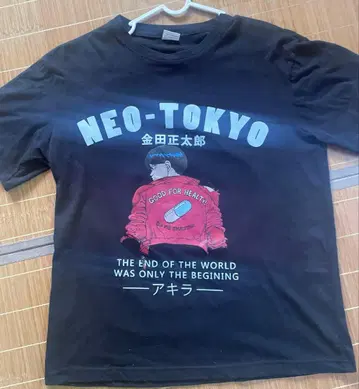 NEO-TOKYO
金田正太郎
GOOD FOR HEALTH
THE END OF THE WORLD
WAS ONLY THE BEGINING
アキラ